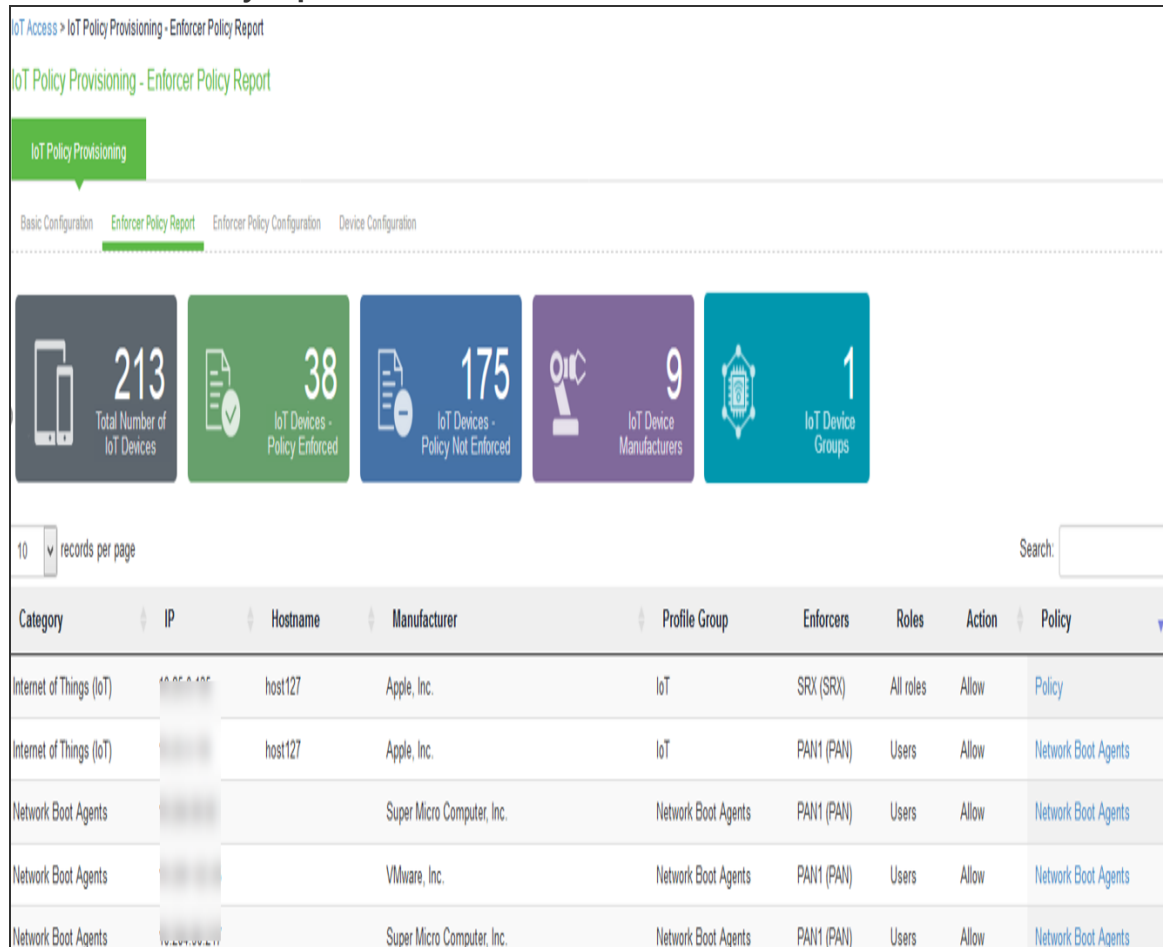 IoT Access > IoT Policy Provisioning - Enforcer Policy Report
IoT Policy Provisioning - Enforcer Policy Report
IoT Policy Provisioning
Basic Configuration Enforcer Policy Report Enforcer Policy Configuration Device Configuration
213
Total Number of
IoT Devices
38
IoT Devices -
Policy Enforced
175
IoT Devices -
Policy Not Enforced
9
IoT Device
Manufacturers
1
IoT Device
Groups
10 records per page Search:
Category IP Hostname Manufacturer Profile Group Enforcers Roles Action Policy
Internet of Things (IoT) host127 Apple, Inc. IoT SRX (SRX) All roles Allow Policy
Internet of Things (IoT) host127 Apple, Inc. IoT PAN1 (PAN) Users Allow Network Boot Agents
Network Boot Agents Super Micro Computer, Inc. Network Boot Agents PAN1 (PAN) Users Allow Network Boot Agents
Network Boot Agents VMware, Inc. Network Boot Agents PAN1 (PAN) Users Allow Network Boot Agents
Network Boot Agents Super Micro Computer, Inc. Network Boot Agents PAN1 (PAN) Users Allow Network Boot Agents